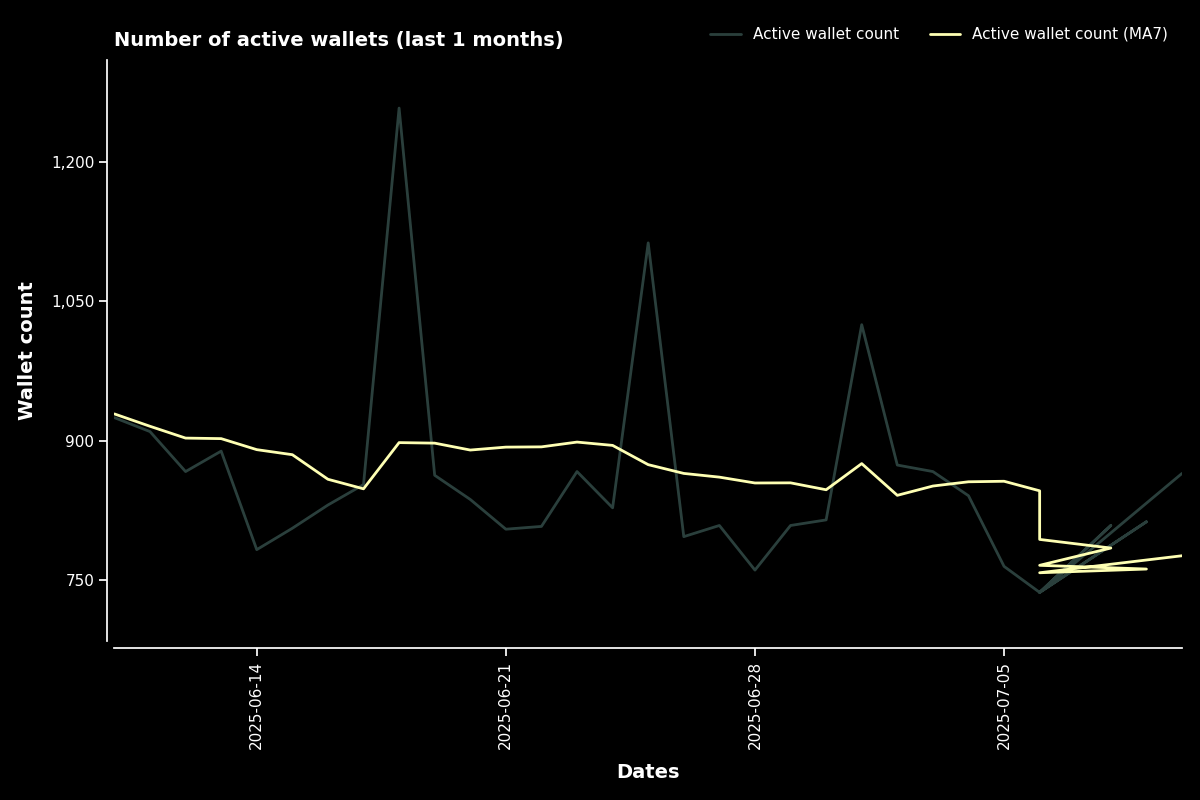 Number of active wallets (last 1 months)
Active wallet count
Active wallet count (MA7)
Wallet count
1,200
1,050
900
750
2025-06-14
2025-06-21
2025-06-28
2025-07-05
Dates